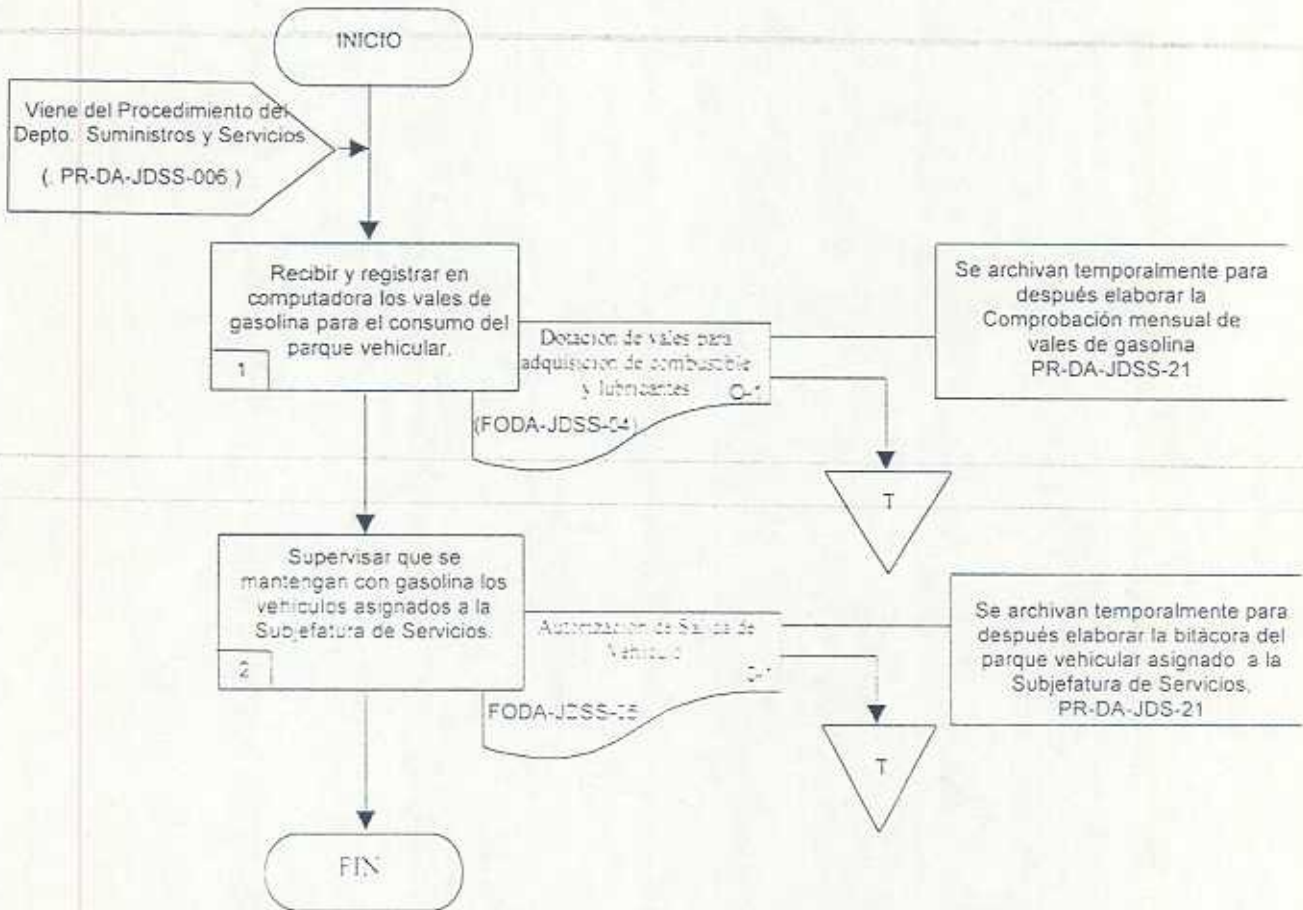 INICIO
Viene del Procedimiento del
Depto. Suministros y Servicios
(. PR-DA-JDSS-006 )
Recibir y registrar en
computadora los vales de
gasolina para el consumo del
parque vehicular.
1
Dotación de vales para
adquisición de combustible
y lubricantes
O-1
(FODA-JDSS-04)
Se archivan temporalmente para
después elaborar la
Comprobación mensual de
vales de gasolina
PR-DA-JDSS-21
T
Supervisar que se
mantengan con gasolina los
vehículos asignados a la
Subjefatura de Servicios.
2
Autorización de Salida de
Vehículo
FODA-JDSS-05
Se archivan temporalmente para
después elaborar la bitácora del
parque vehicular asignado a la
Subjefatura de Servicios,
PR-DA-JDS-21
T
FIN